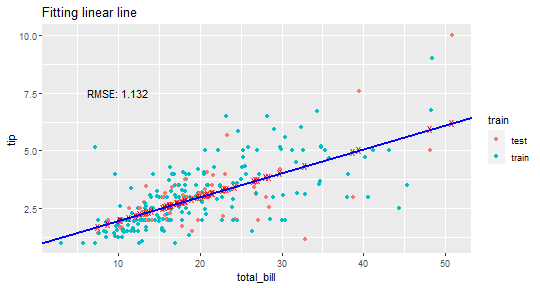 Fitting linear line
10.0
7.5
5.0
2.5
tip
RMSE: 1.132
10
20
30
40
50
total_bill
train
test
train